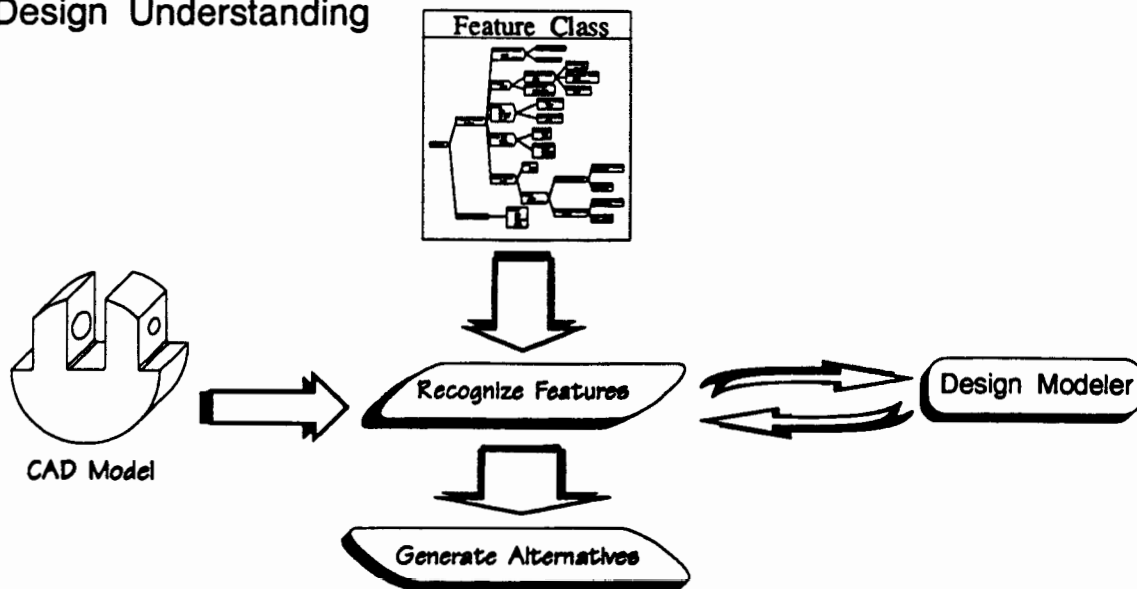 Design Understanding
Feature Class
Recognize Features
Design Modeler
CAD Model
Generate Alternatives